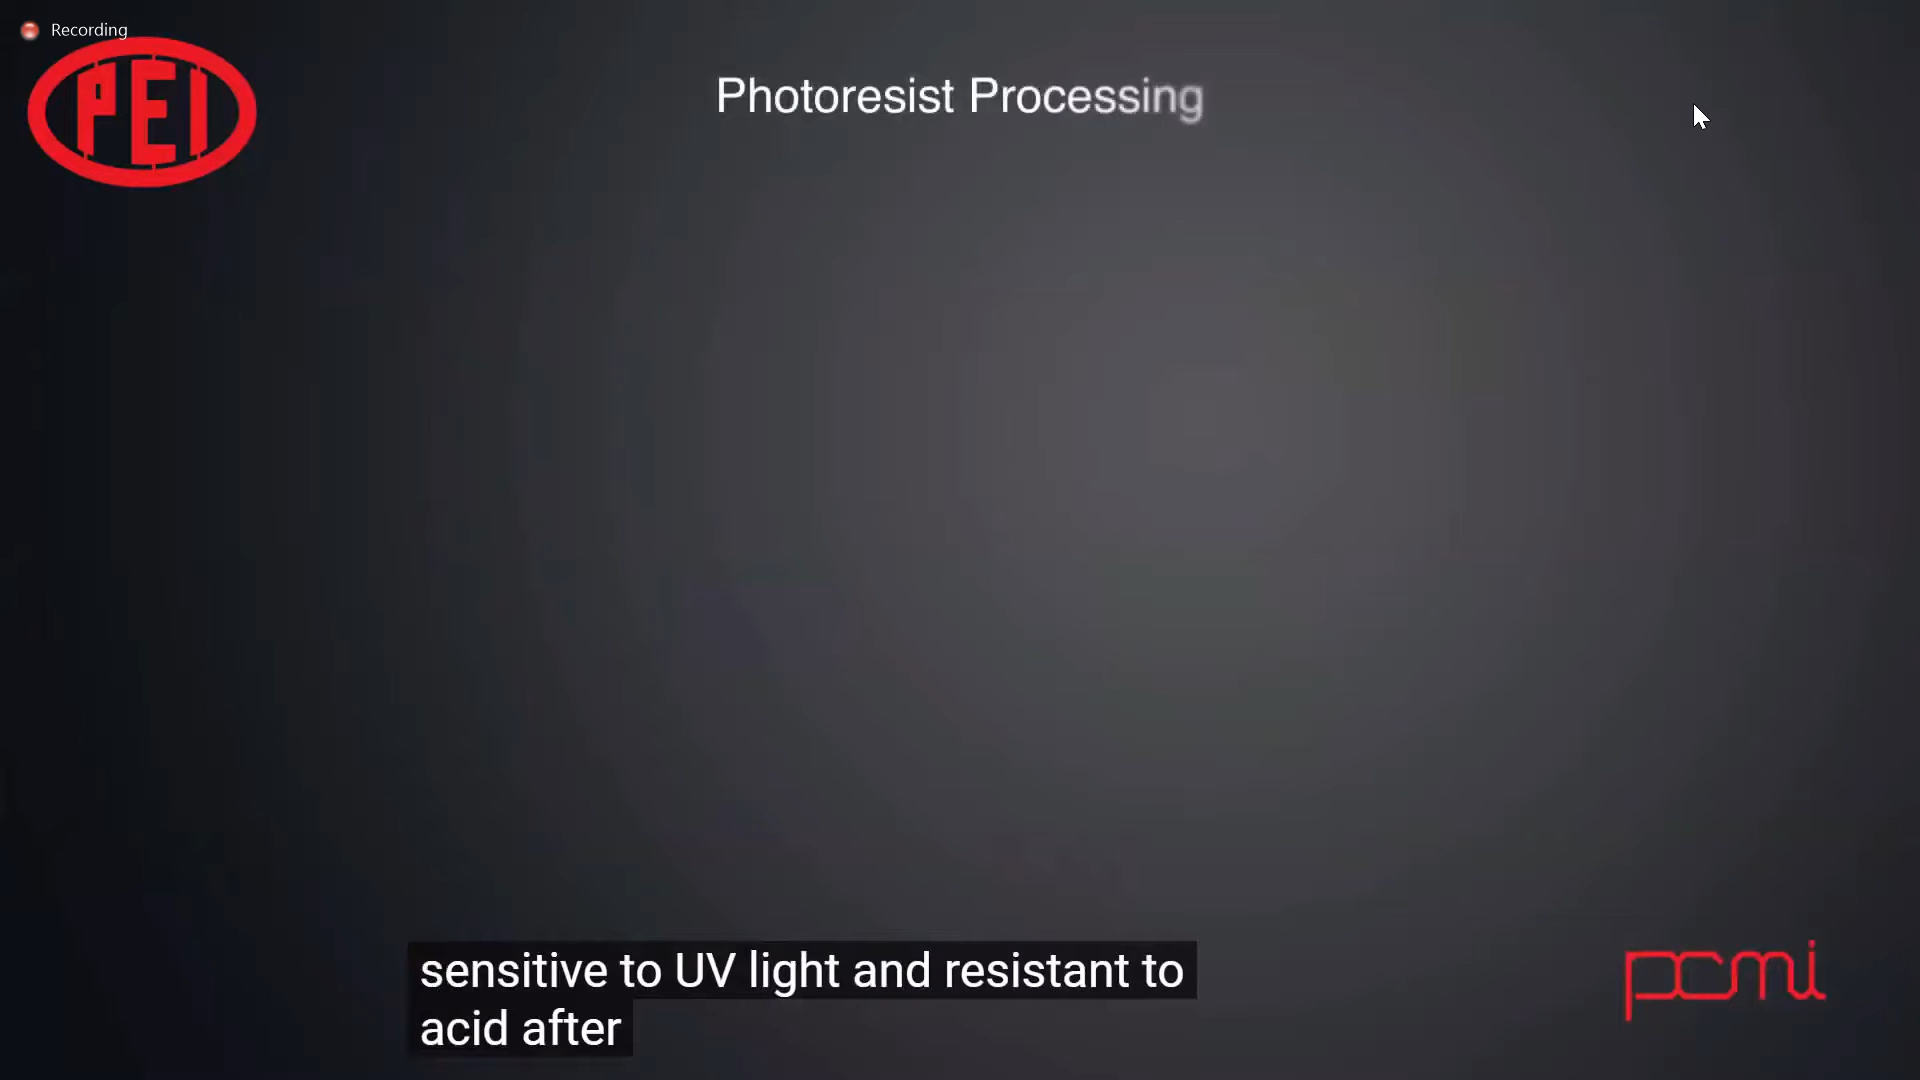 Recording
PEI
Photoresist Processing
sensitive to UV light and resistant to
acid after
pcmi